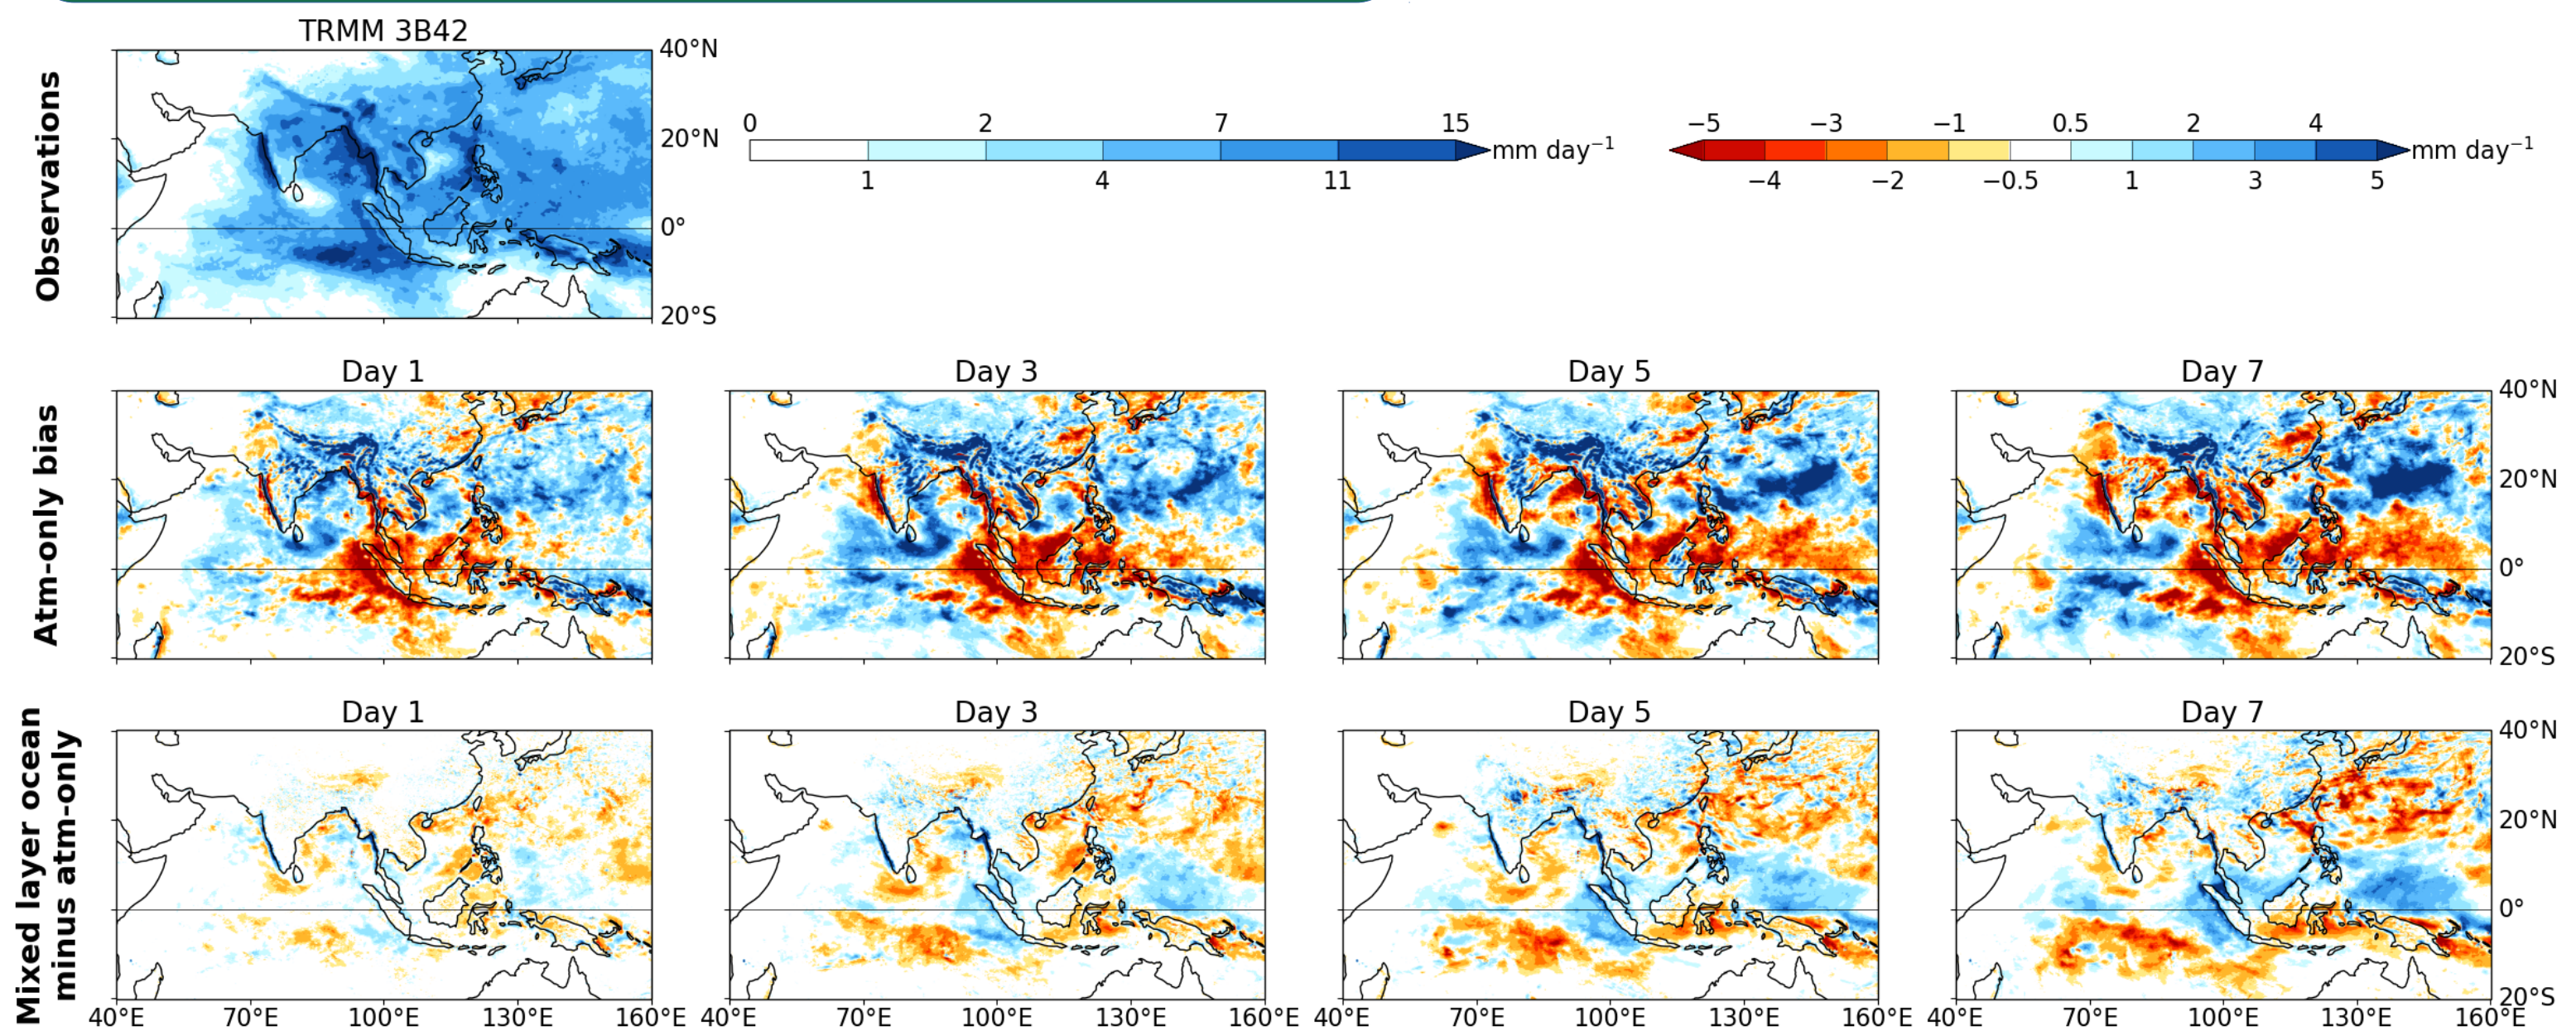 TRMM 3B42
40°N
20°N
0°
20°S
Observations
0 2 7 15
1 4 11
mm day⁻¹
−5 −3 −1 0.5 2 4
−4 −2 −0.5 1 3 5
mm day⁻¹
Atm-only bias
Day 1 Day 3 Day 5 Day 7
40°N
20°N
0°
20°S
Mixed layer ocean
minus atm-only
Day 1 Day 3 Day 5 Day 7
40°N
20°N
0°
20°S
40°E 70°E 100°E 130°E 160°E 40°E 70°E 100°E 130°E 160°E 40°E 70°E 100°E 130°E 160°E 40°E 70°E 100°E 130°E 160°E